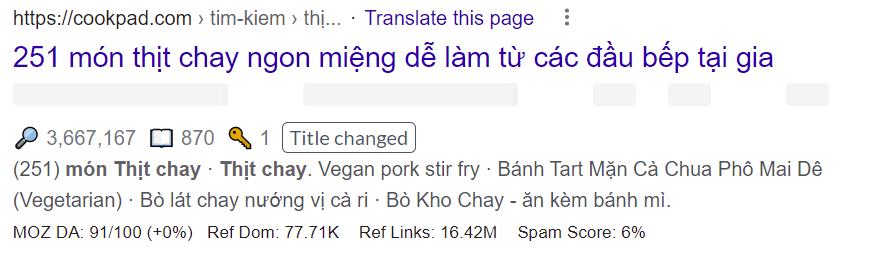 https://cookpad.com › tim-kiem › thị... · Translate this page
251 món thịt chay ngon miệng dễ làm từ các đầu bếp tại gia
3,667,167 870 1 Title changed
(251) món Thịt chay · Thịt chay. Vegan pork stir fry · Bánh Tart Mặn Cà Chua Phô Mai Dê
(Vegetarian) · Bò lát chay nướng vị cà ri · Bò Kho Chay - ăn kèm bánh mì.
MOZ DA: 91/100 (+0%) Ref Dom: 77.71K Ref Links: 16.42M Spam Score: 6%